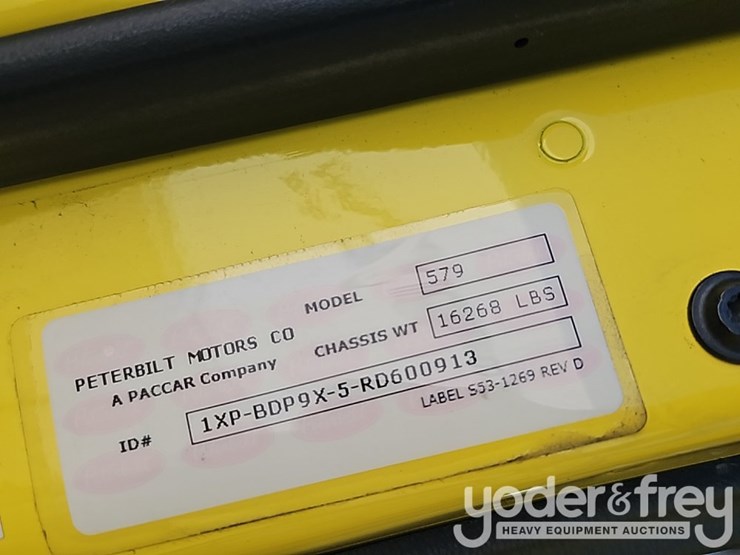 MODEL 579
PETERBILT MOTORS CO CHASSIS WT 16268 LBS
A PACCAR Company
ID# 1XP-BDP9X-5-RD600913
LABEL S53-1269 REV D
yoder&frey
HEAVY EQUIPMENT AUCTIONS